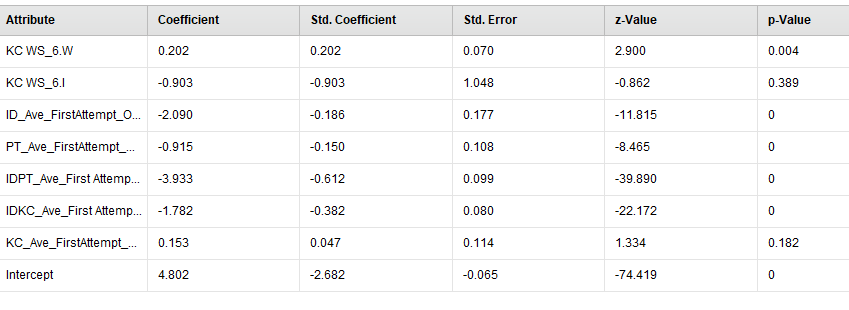 Attribute Coefficient Std. Coefficient Std. Error z-Value p-Value
KC WS_6.W 0.202 0.202 0.070 2.900 0.004
KC WS_6.I -0.903 -0.903 1.048 -0.862 0.389
ID_Ave_FirstAttempt_O... -2.090 -0.186 0.177 -11.815 0
PT_Ave_FirstAttempt_... -0.915 -0.150 0.108 -8.465 0
IDPT_Ave_First Attemp... -3.933 -0.612 0.099 -39.890 0
IDKC_Ave_First Attemp... -1.782 -0.382 0.080 -22.172 0
KC_Ave_FirstAttempt_... 0.153 0.047 0.114 1.334 0.182
Intercept 4.802 -2.682 -0.065 -74.419 0